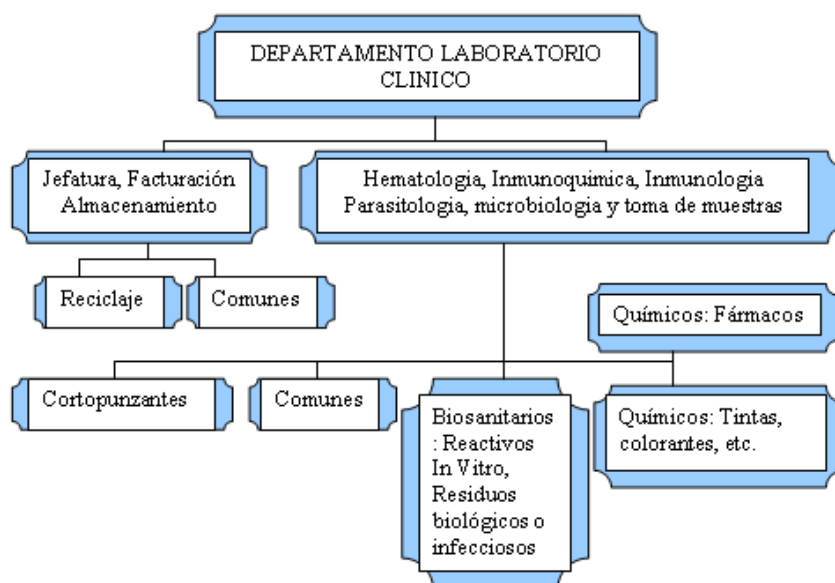 DEPARTAMENTO LABORATORIO
CLINICO
Jefatura, Facturación
Almacenamiento
Hematologia, Inmunoquimica, Inmunologia
Parasitologia, microbiologia y toma de muestras
Reciclaje
Comunes
Químicos: Fármacos
Cortopunzantes
Comunes
Biosanitarios
: Reactivos
In Vitro,
Residuos
biológicos o
infecciosos
Químicos: Tintas,
colorantes, etc.